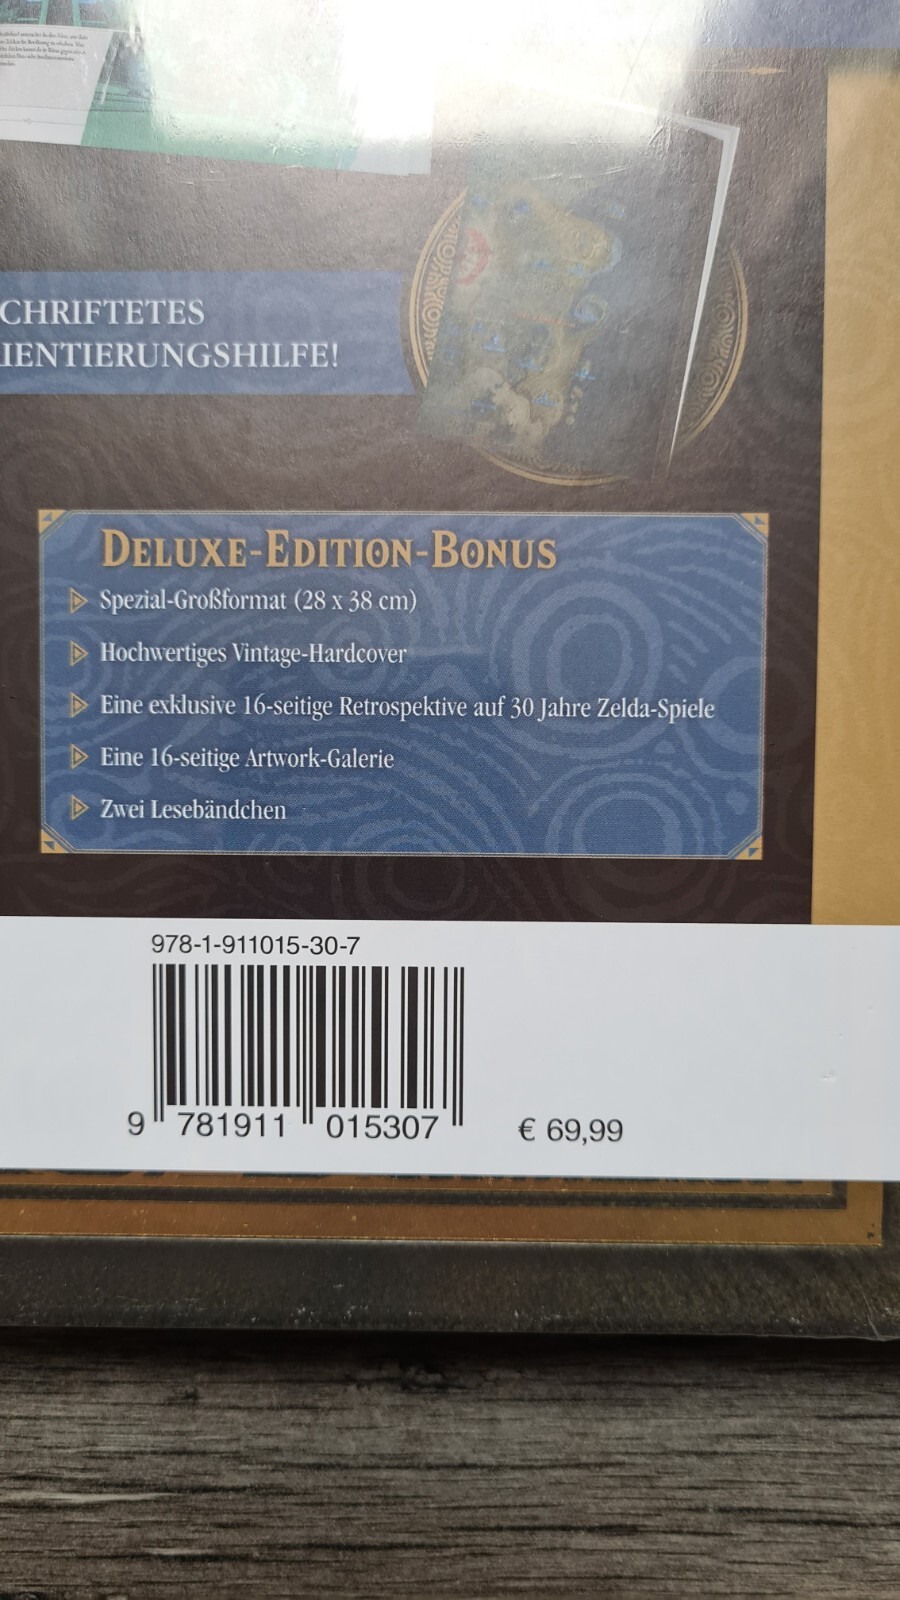 CHRIFTETES
IENTIERUNGSHILFE!
DELUXE-EDITION-BONUS
Spezial-Großformat (28 x 38 cm)
Hochwertiges Vintage-Hardcover
Eine exklusive 16-seitige Retrospektive auf 30 Jahre Zelda-Spiele
Eine 16-seitige Artwork-Galerie
Zwei Lesebändchen
978-1-911015-30-7
9 781911 015307
€ 69,99